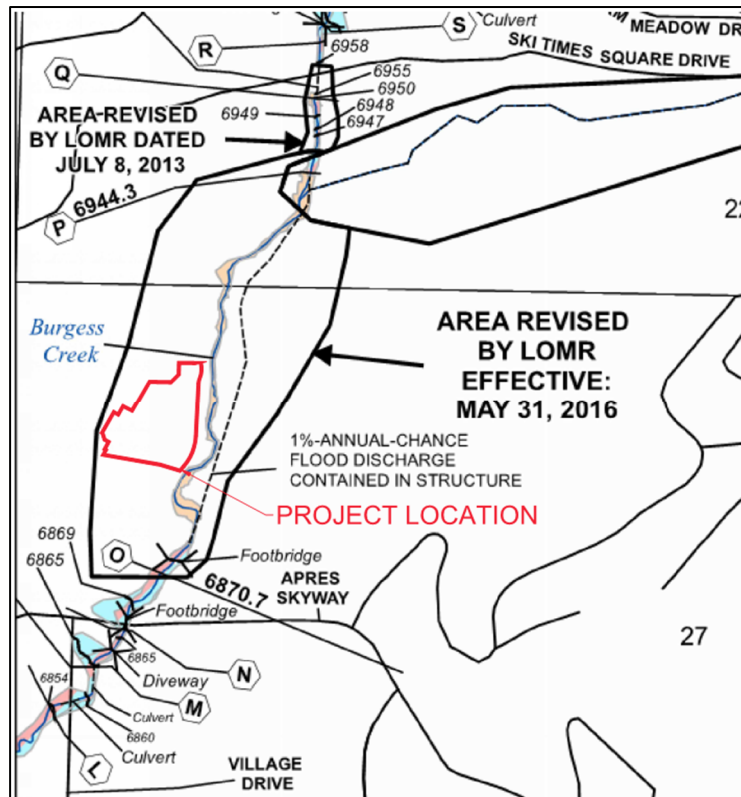 Culvert
S
R
6958
MEADOW DR
SKI TIMES SQUARE DRIVE
Q
6955
6950
AREA REVISED
BY LOMR DATED
JULY 8, 2013
6949
6948
6947
6944.3
P
22
Burgess
Creek
AREA REVISED
BY LOMR
EFFECTIVE:
MAY 31, 2016
1%-ANNUAL-CHANCE
FLOOD DISCHARGE
CONTAINED IN STRUCTURE
PROJECT LOCATION
6869
6865
O
Footbridge
6870.7
APRES
SKYWAY
Footbridge
27
6865
6854
Diveway
N
M
Culvert
6860
Culvert
L
VILLAGE
DRIVE